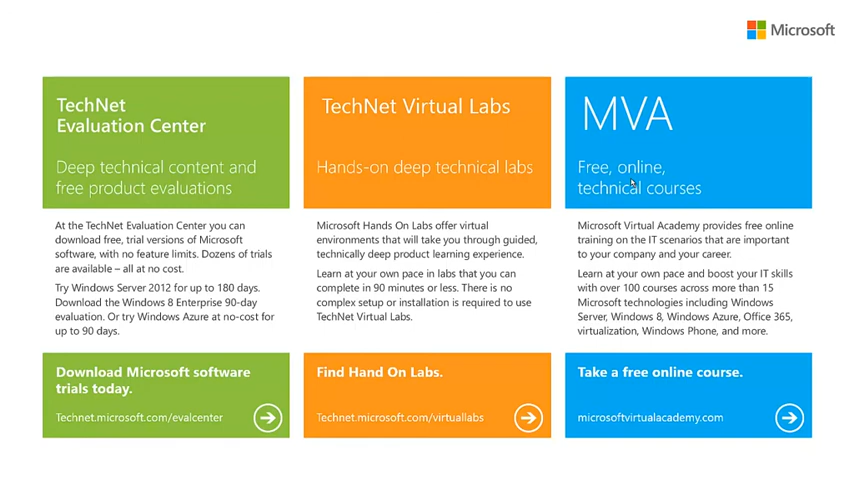 Microsoft
TechNet
Evaluation Center
Deep technical content and
free product evaluations
At the TechNet Evaluation Center you can
download free, trial versions of Microsoft
software, with no feature limits. Dozens of trials
are available – all at no cost.
Try Windows Server 2012 for up to 180 days.
Download the Windows 8 Enterprise 90-day
evaluation. Or try Windows Azure at no-cost for
up to 90 days.
Download Microsoft software
trials today.
Technet.microsoft.com/evalcenter
TechNet Virtual Labs
Hands-on deep technical labs
Microsoft Hands On Labs offer virtual
environments that will take you through guided,
technically deep product learning experience.
Learn at your own pace in labs that you can
complete in 90 minutes or less. There is no
complex setup or installation is required to use
TechNet Virtual Labs.
Find Hand On Labs.
Technet.microsoft.com/virtuallabs
MVA
Free, online,
technical courses
Microsoft Virtual Academy provides free online
training on the IT scenarios that are important
to your company and your career.
Learn at your own pace and boost your IT skills
with over 100 courses across more than 15
Microsoft technologies including Windows
Server, Windows 8, Windows Azure, Office 365,
virtualization, Windows Phone, and more.
Take a free online course.
microsoftvirtualacademy.com